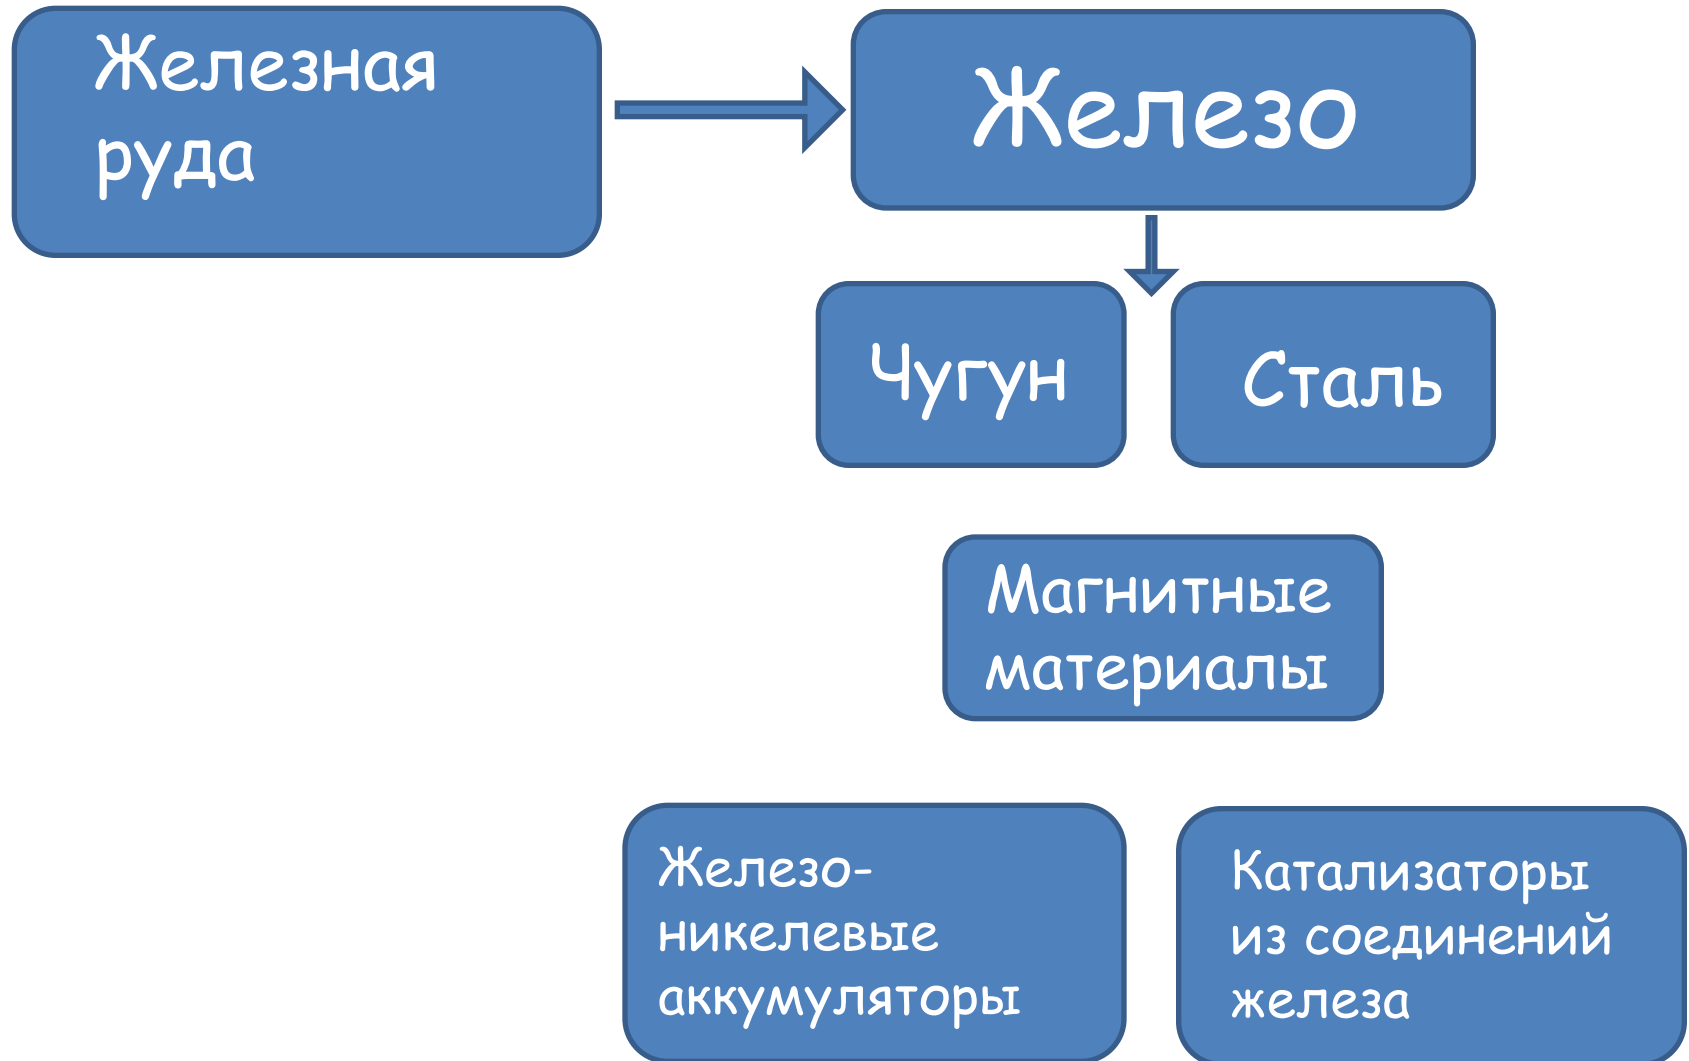 Железная
руда
Железо
Чугун
Сталь
Магнитные
материалы
Железо-
никелевые
аккумуляторы
Катализаторы
из соединений
железа